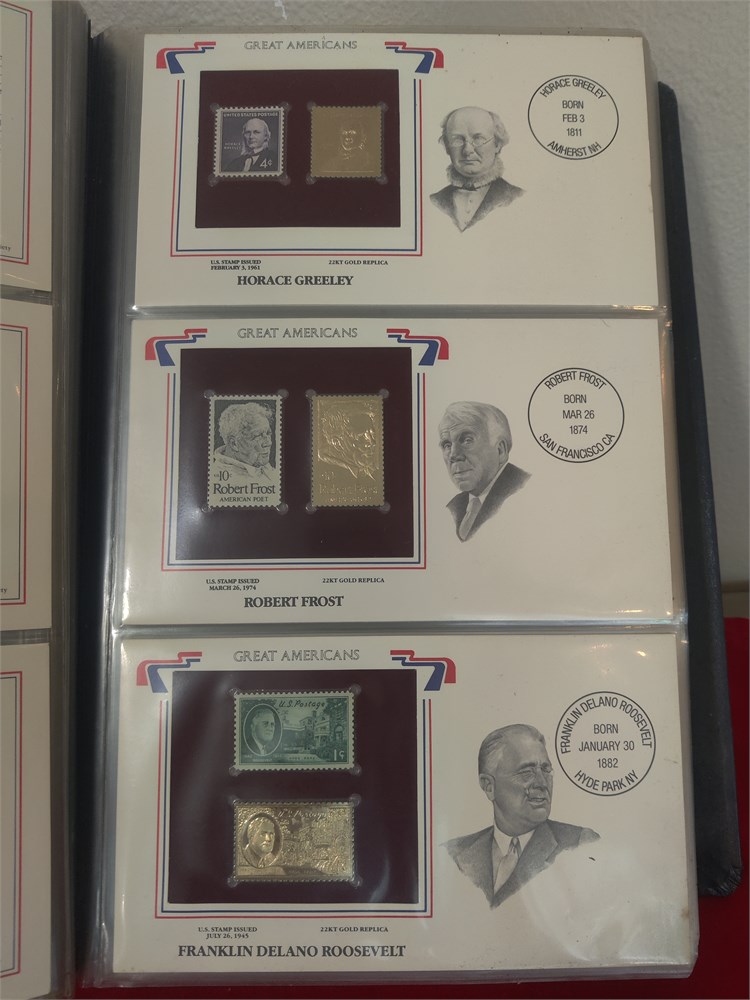 GREAT AMERICANS
UNITED STATES POSTAGE
HORACE
GREELEY
4¢
HORACE GREELEY
BORN
FEB 3
1811
AMHERST NH
U.S. STAMP ISSUED
FEBRUARY 3, 1961
22KT GOLD REPLICA
HORACE GREELEY
GREAT AMERICANS
10
Robert Frost
AMERICAN POET
ROBERT FROST
BORN
MAR 26
1874
SAN FRANCISCO CA
U.S. STAMP ISSUED
MARCH 26, 1974
22KT GOLD REPLICA
ROBERT FROST
GREAT AMERICANS
U.S. Postage
1¢
FRANKLIN DELANO ROOSEVELT
BORN
JANUARY 30
1882
HYDE PARK NY
U.S. STAMP ISSUED
JULY 26, 1945
22KT GOLD REPLICA
FRANKLIN DELANO ROOSEVELT